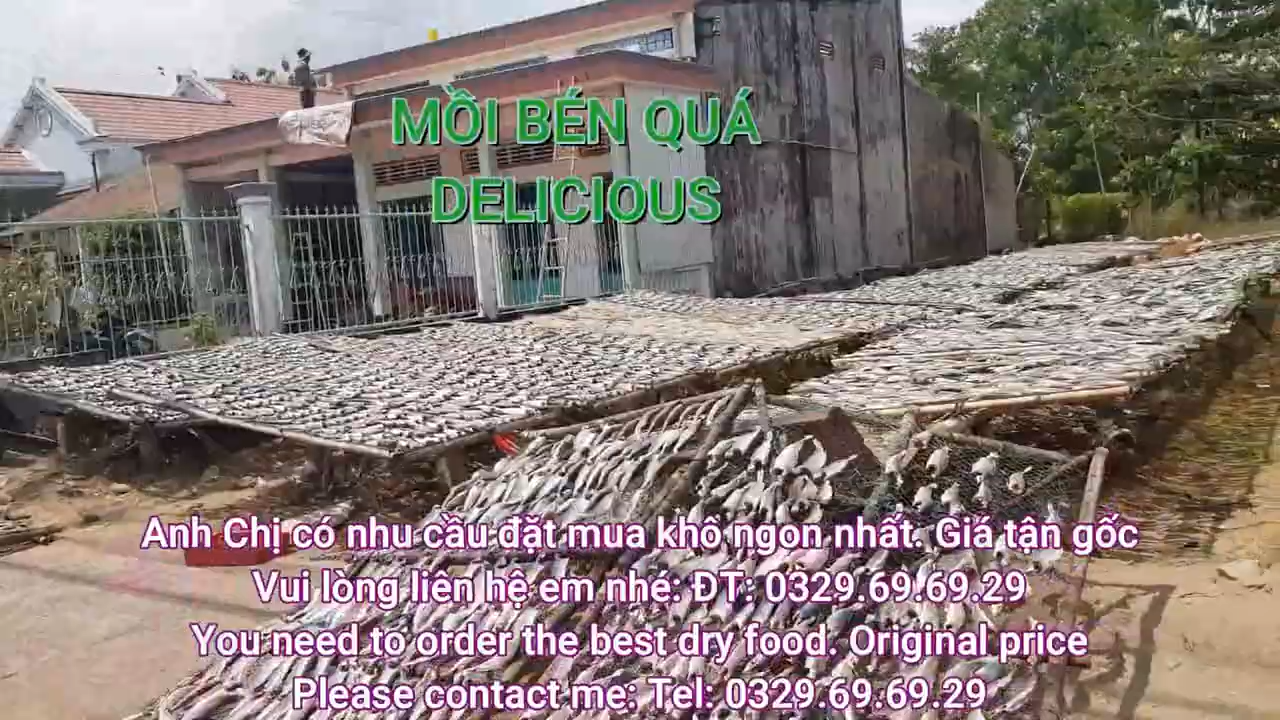 MỒI BÉN QUÁ
DELICIOUS
Anh Chị có nhu cầu đặt mua khô ngon nhất. Giá tận gốc
Vui lòng liên hệ em nhé: ĐT: 0329.69.69.29
You need to order the best dry food. Original price
Please contact me: Tel: 0329.69.69.29